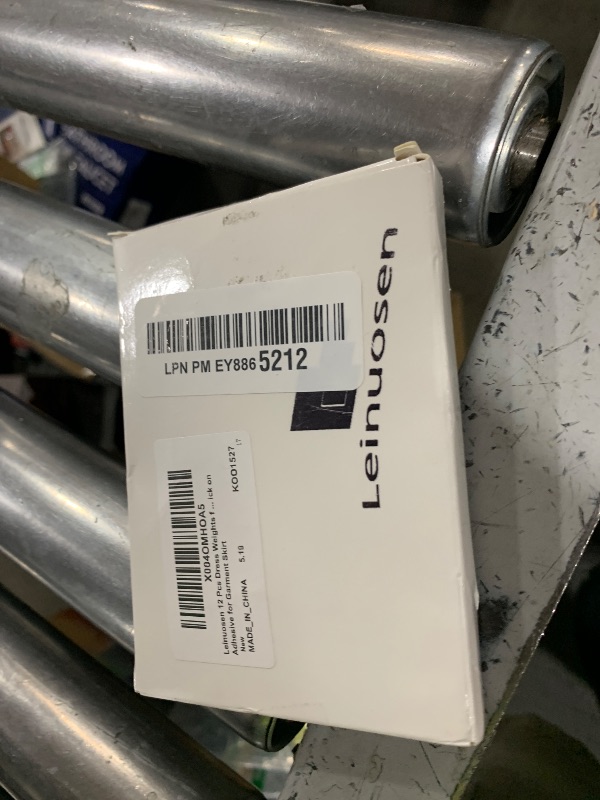 LPN PM EY886 5212
Leinuosen
X004OMHOA5
Leinuosen 12 Pcs Dress Weights f ... ick on
Adhesive for Garment Skirt
New
MADE_IN_CHINA 5.19
KOO1527
17